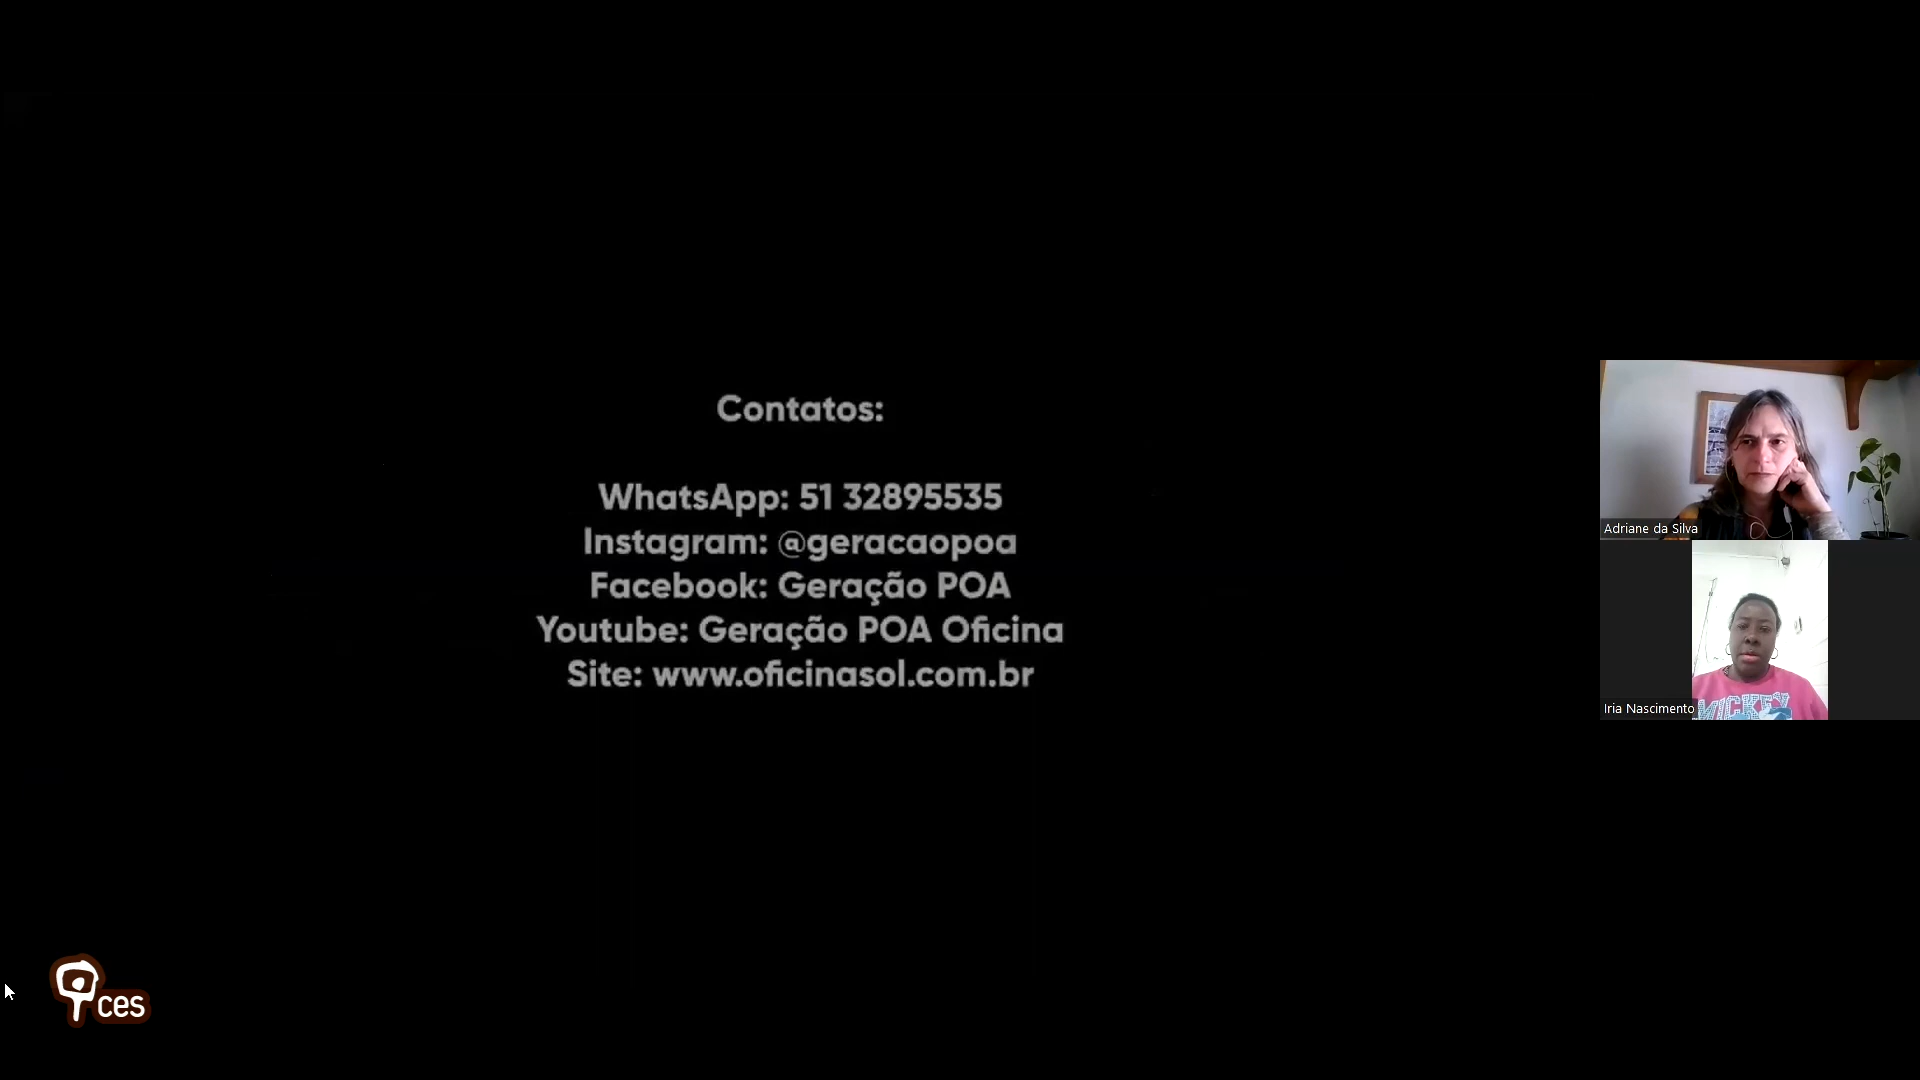 Contatos:
WhatsApp: 51 32895535
Instagram: @geracaopoa
Facebook: Geração POA
Youtube: Geração POA Oficina
Site: www.oficinasol.com.br
Adriane da Silva
Iria Nascimento
MICKEY
ces